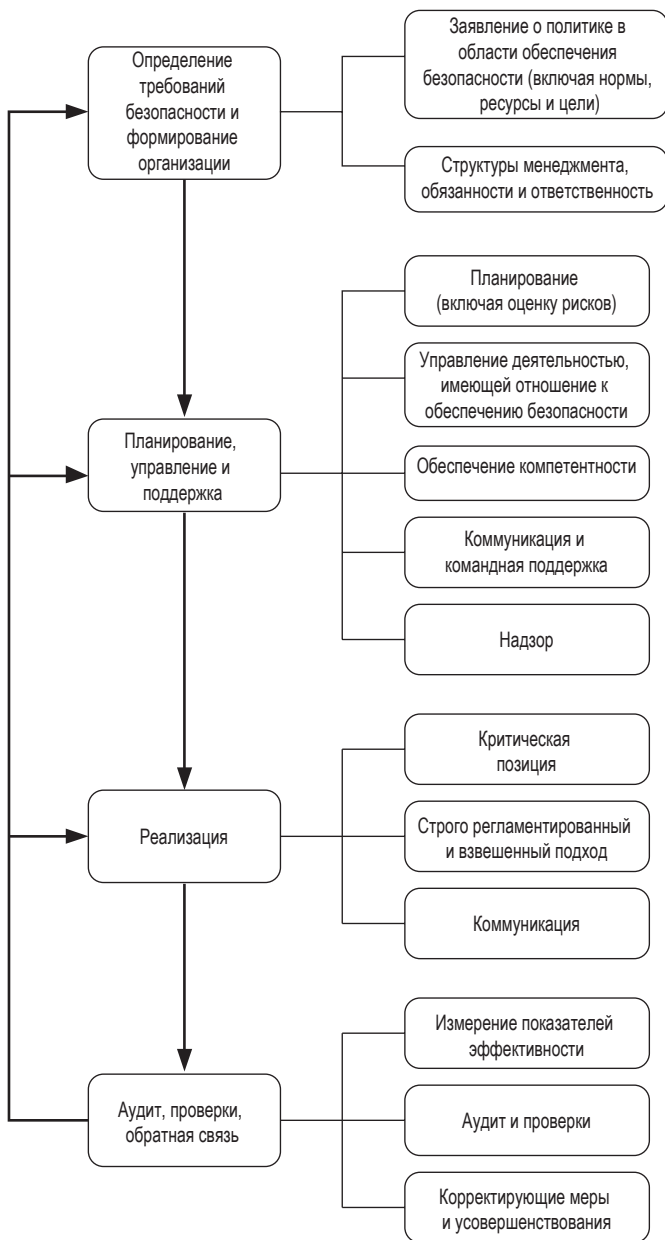 Определение
требований
безопасности и
формирование
организации
Заявление о политике в
области обеспечения
безопасности (включая нормы,
ресурсы и цели)
Структуры менеджмента,
обязанности и ответственность
Планирование,
управление и
поддержка
Планирование
(включая оценку рисков)
Управление деятельностью,
имеющей отношение к
обеспечению безопасности
Обеспечение компетентности
Коммуникация и
командная поддержка
Надзор
Реализация
Критическая
позиция
Строго регламентированный
и взвешенный подход
Коммуникация
Аудит, проверки,
обратная связь
Измерение показателей
эффективности
Аудит и проверки
Корректирующие меры
и усовершенствования